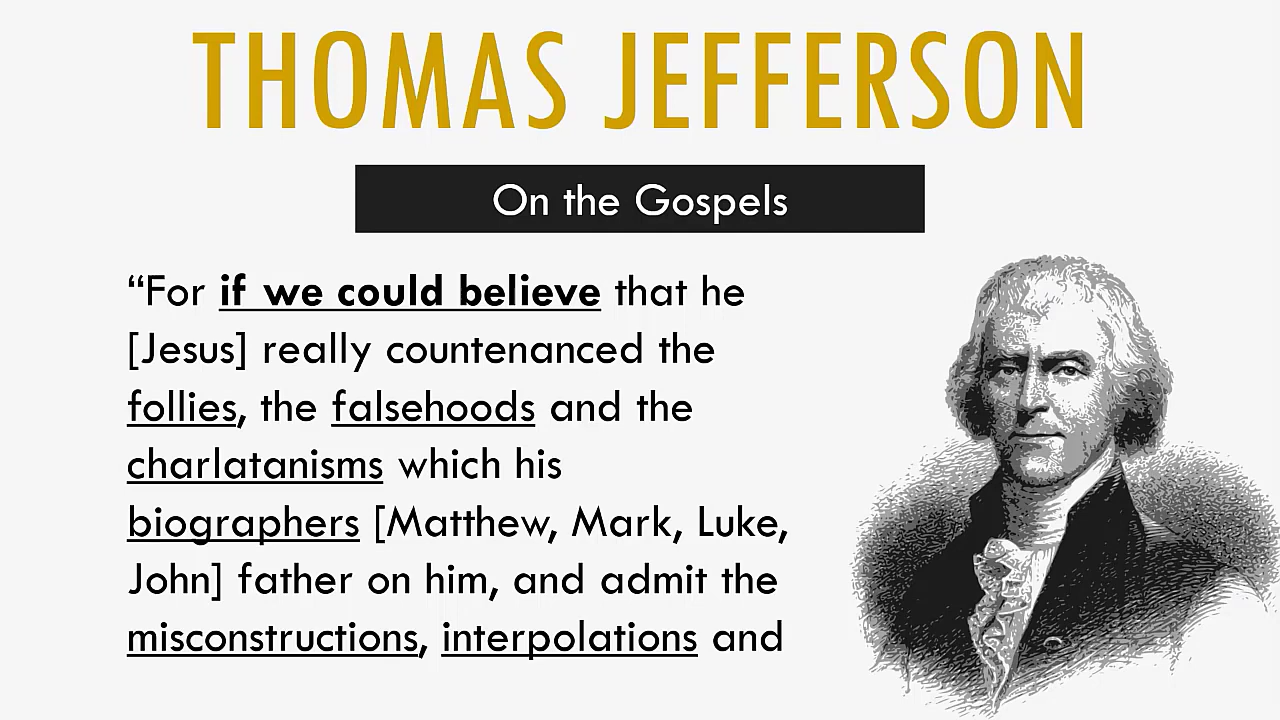 THOMAS JEFFERSON
On the Gospels
“For if we could believe that he
[Jesus] really countenanced the
follies, the falsehoods and the
charlatanisms which his
biographers [Matthew, Mark, Luke,
John] father on him, and admit the
misconstructions, interpolations and